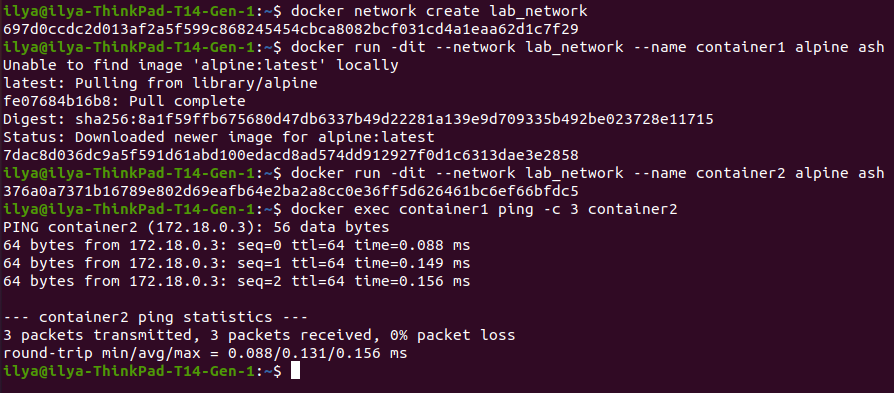 ilya@ilya-ThinkPad-T14-Gen-1:~$ docker network create lab_network
697d0ccdc2d013af2a5f599c868245454cbca8082bcf031cd4a1eaa62d1c7f29
ilya@ilya-ThinkPad-T14-Gen-1:~$ docker run -dit --network lab_network --name container1 alpine ash
Unable to find image 'alpine:latest' locally
latest: Pulling from library/alpine
fe07684b16b8: Pull complete
Digest: sha256:8a1f59ffb675680d47db6337b49d22281a139e9d709335b492be023728e11715
Status: Downloaded newer image for alpine:latest
7dac8d036dc9a5f591d61abd100edacd8ad574dd912927f0d1c6313dae3e2858
ilya@ilya-ThinkPad-T14-Gen-1:~$ docker run -dit --network lab_network --name container2 alpine ash
376a0a7371b16789e802d69eafb64e2ba2a8cc0e36ff5d626461bc6ef66bfdc5
ilya@ilya-ThinkPad-T14-Gen-1:~$ docker exec container1 ping -c 3 container2
PING container2 (172.18.0.3): 56 data bytes
64 bytes from 172.18.0.3: seq=0 ttl=64 time=0.088 ms
64 bytes from 172.18.0.3: seq=1 ttl=64 time=0.149 ms
64 bytes from 172.18.0.3: seq=2 ttl=64 time=0.156 ms
--- container2 ping statistics ---
3 packets transmitted, 3 packets received, 0% packet loss
round-trip min/avg/max = 0.088/0.131/0.156 ms
ilya@ilya-ThinkPad-T14-Gen-1:~$